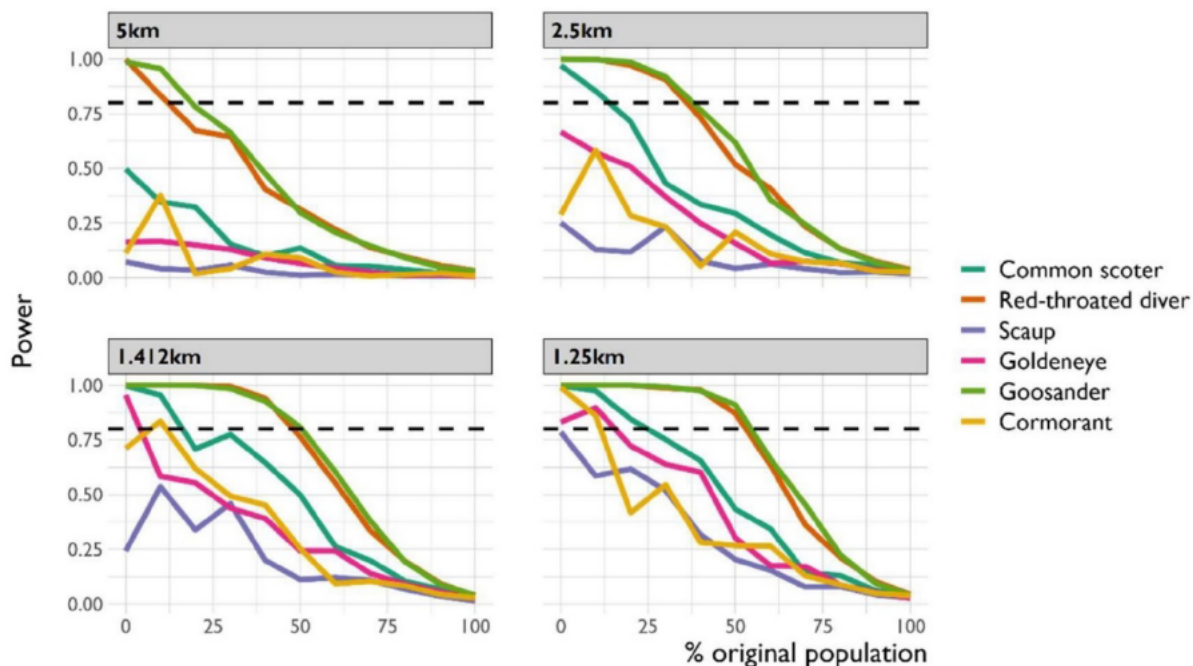 5km
2.5km
1.00
0.75
0.50
0.25
0.00
Power
1.412km
1.25km
1.00
0.75
0.50
0.25
0.00
0 25 50 75 100
0 25 50 75 100
% original population
Common scoter
Red-throated diver
Scaup
Goldeneye
Goosander
Cormorant